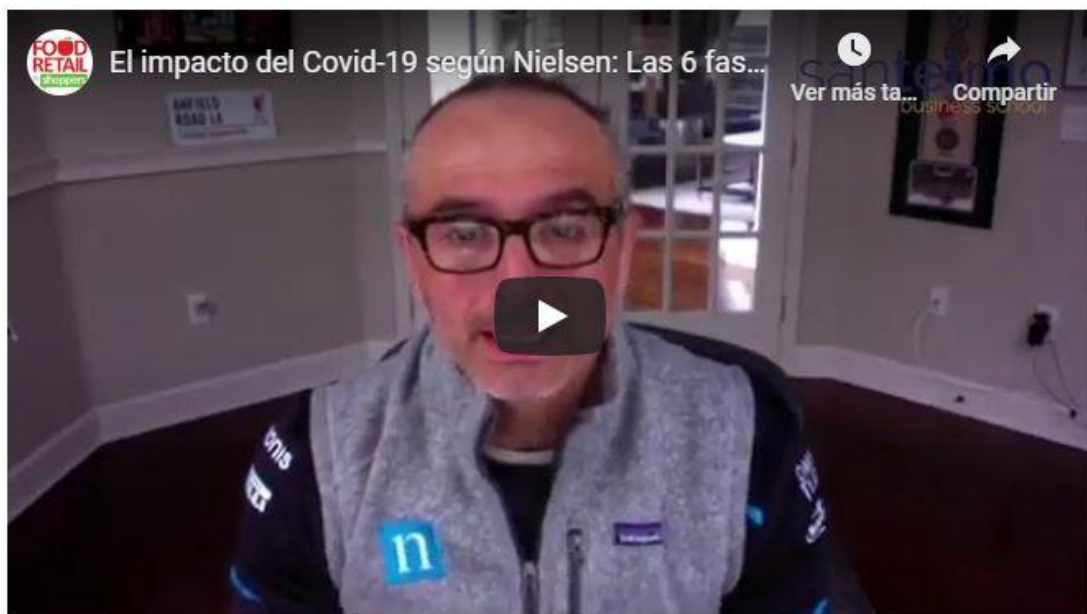 FOOD
RETAIL
& shoppers
El impacto del Covid-19 según Nielsen: Las 6 fas...
Ver más ta...
Compartir
santelmo
business school
ANFIELD
ROAD L4
n